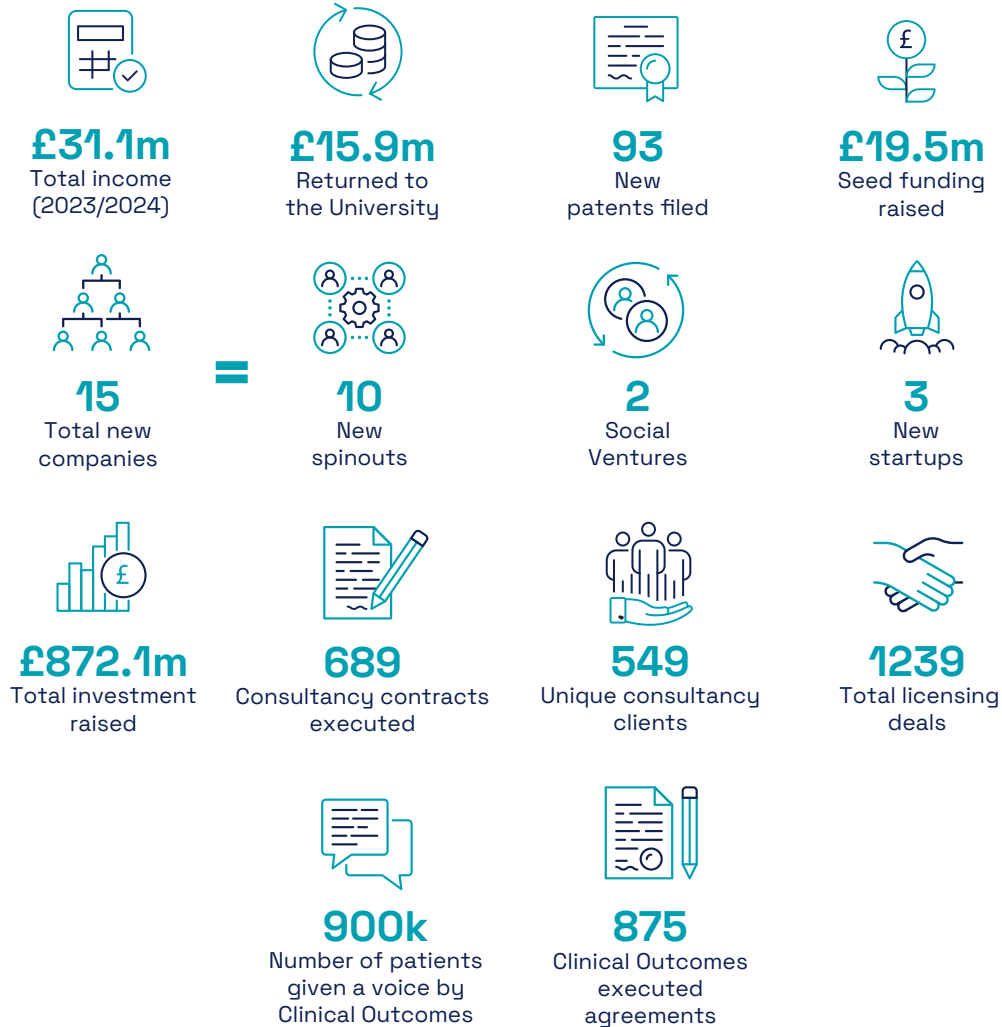 £31.1m
Total income
(2023/2024)
£15.9m
Returned to
the University
93
New
patents filed
£
£19.5m
Seed funding
raised
15
Total new
companies
=
10
New
spinouts
2
Social
Ventures
3
New
startups
£
£872.1m
Total investment
raised
689
Consultancy contracts
executed
549
Unique consultancy
clients
1239
Total licensing
deals
900k
Number of patients
given a voice by
Clinical Outcomes
875
Clinical Outcomes
executed
agreements